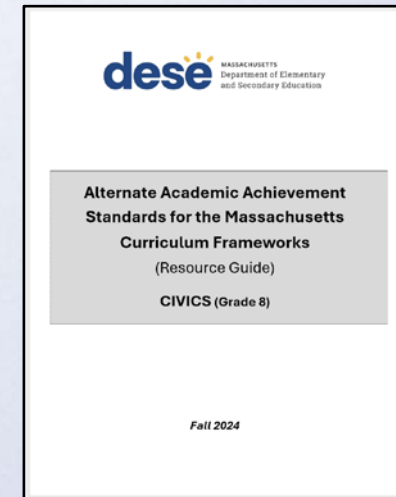 dese
MASSACHUSETTS
Department of Elementary
and Secondary Education
Alternate Academic Achievement
Standards for the Massachusetts
Curriculum Frameworks
(Resource Guide)
CIVICS (Grade 8)
Fall 2024